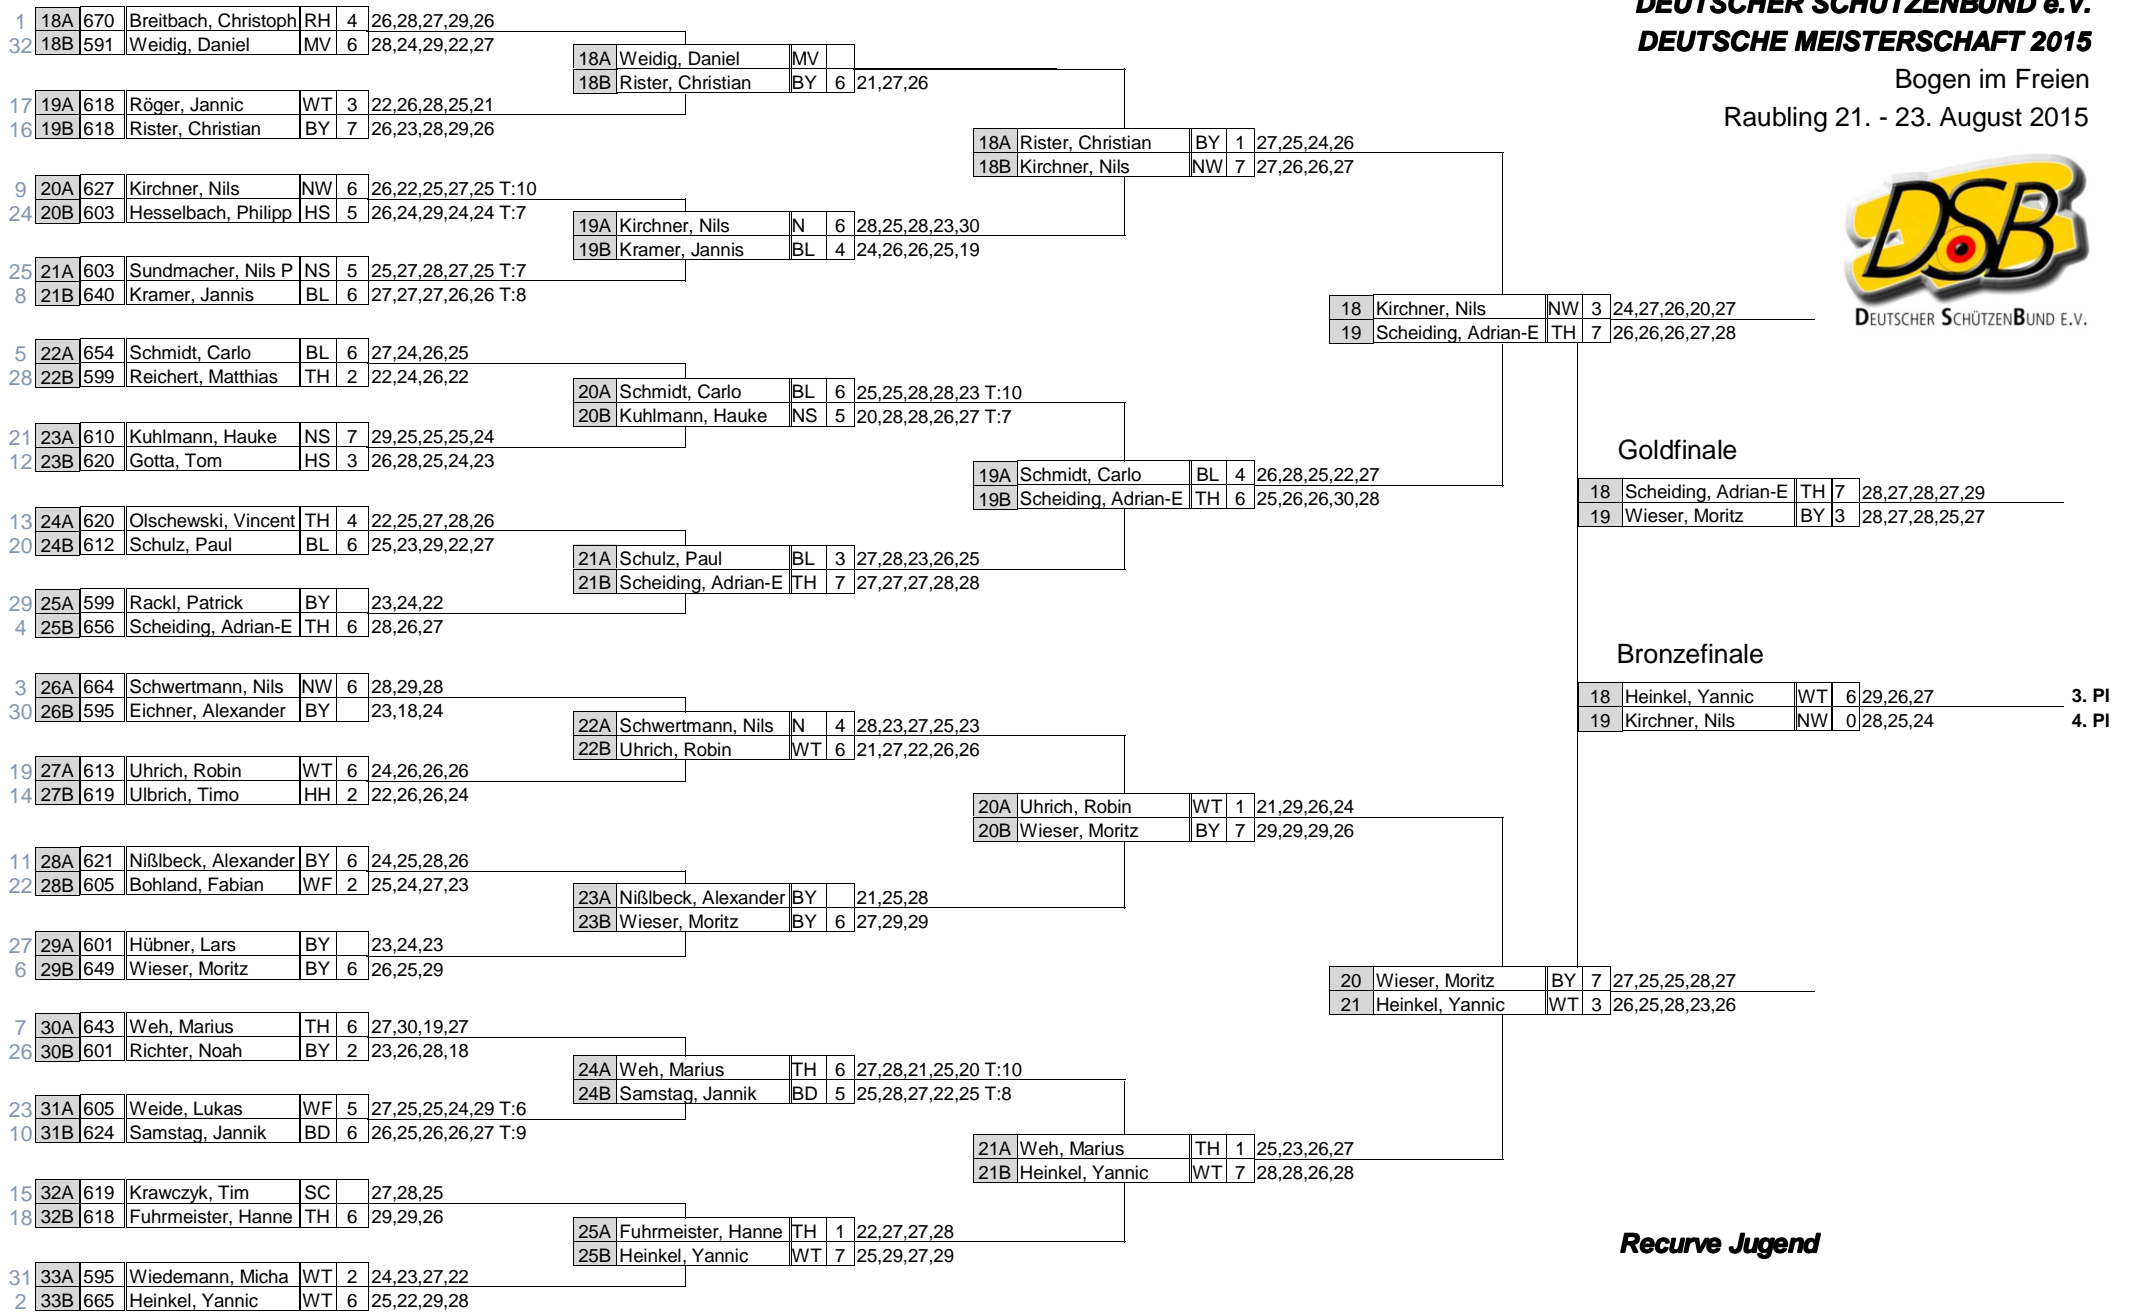 DEUTSCHER SCHÜTZENBUND e.V.
DEUTSCHE MEISTERSCHAFT 2015
Bogen im Freien
Raubling 21. - 23. August 2015
DSB
DEUTSCHER SCHÜTZENBUND E.V.
1 18A 670 Breitbach, Christoph RH 4 26,28,27,29,26
32 18B 591 Weidig, Daniel MV 6 28,24,29,22,27
17 19A 618 Röger, Jannic WT 3 22,26,28,25,21
16 19B 618 Rister, Christian BY 7 26,23,28,29,26
9 20A 627 Kirchner, Nils NW 6 26,22,25,27,25 T:10
24 20B 603 Hesselbach, Philipp HS 5 26,24,29,24,24 T:7
25 21A 603 Sundmacher, Nils P NS 5 25,27,28,27,25 T:7
8 21B 640 Kramer, Jannis BL 6 27,27,27,26,26 T:8
5 22A 654 Schmidt, Carlo BL 6 27,24,26,25
28 22B 599 Reichert, Matthias TH 2 22,24,26,22
21 23A 610 Kuhlmann, Hauke NS 7 29,25,25,25,24
12 23B 620 Gotta, Tom HS 3 26,28,25,24,23
13 24A 620 Olschewski, Vincent TH 4 22,25,27,28,26
20 24B 612 Schulz, Paul BL 6 25,23,29,22,27
29 25A 599 Rackl, Patrick BY 23,24,22
4 25B 656 Scheiding, Adrian-E TH 6 28,26,27
3 26A 664 Schwertmann, Nils NW 6 28,29,28
30 26B 595 Eichner, Alexander BY 23,18,24
19 27A 613 Uhrich, Robin WT 6 24,26,26,26
14 27B 619 Ulbrich, Timo HH 2 22,26,26,24
11 28A 621 Nißlbeck, Alexander BY 6 24,25,28,26
22 28B 605 Bohland, Fabian WF 2 25,24,27,23
27 29A 601 Hübner, Lars BY 23,24,23
6 29B 649 Wieser, Moritz BY 6 26,25,29
7 30A 643 Weh, Marius TH 6 27,30,19,27
26 30B 601 Richter, Noah BY 2 23,26,28,18
23 31A 605 Weide, Lukas WF 5 27,25,25,24,29 T:6
10 31B 624 Samstag, Jannik BD 6 26,25,26,26,27 T:9
15 32A 619 Krawczyk, Tim SC 27,28,25
18 32B 618 Fuhrmeister, Hanne TH 6 29,29,26
31 33A 595 Wiedemann, Micha WT 2 24,23,27,22
2 33B 665 Heinkel, Yannic WT 6 25,22,29,28
18A Weidig, Daniel MV
18B Rister, Christian BY 6 21,27,26
19A Kirchner, Nils N 6 28,25,28,23,30
19B Kramer, Jannis BL 4 24,26,26,25,19
20A Schmidt, Carlo BL 6 25,25,28,28,23 T:10
20B Kuhlmann, Hauke NS 5 20,28,28,26,27 T:7
21A Schulz, Paul BL 3 27,28,23,26,25
21B Scheiding, Adrian-E TH 7 27,27,27,28,28
22A Schwertmann, Nils N 4 28,23,27,25,23
22B Uhrich, Robin WT 6 21,27,22,26,26
23A Nißlbeck, Alexander BY 21,25,28
23B Wieser, Moritz BY 6 27,29,29
24A Weh, Marius TH 6 27,28,21,25,20 T:10
24B Samstag, Jannik BD 5 25,28,27,22,25 T:8
25A Fuhrmeister, Hanne TH 1 22,27,27,28
25B Heinkel, Yannic WT 7 25,29,27,29
18A Rister, Christian BY 1 27,25,24,26
18B Kirchner, Nils NW 7 27,26,26,27
19A Schmidt, Carlo BL 4 26,28,25,22,27
19B Scheiding, Adrian-E TH 6 25,26,26,30,28
20A Uhrich, Robin WT 1 21,29,26,24
20B Wieser, Moritz BY 7 29,29,29,26
21A Weh, Marius TH 1 25,23,26,27
21B Heinkel, Yannic WT 7 28,28,26,28
18 Kirchner, Nils NW 3 24,27,26,20,27
19 Scheiding, Adrian-E TH 7 26,26,26,27,28
20 Wieser, Moritz BY 7 27,25,25,28,27
21 Heinkel, Yannic WT 3 26,25,28,23,26
Goldfinale
18 Scheiding, Adrian-E TH 7 28,27,28,27,29
19 Wieser, Moritz BY 3 28,27,28,25,27
Bronzefinale
18 Heinkel, Yannic WT 6 29,26,27 3. Pl
19 Kirchner, Nils NW 0 28,25,24 4. Pl
Recurve Jugend